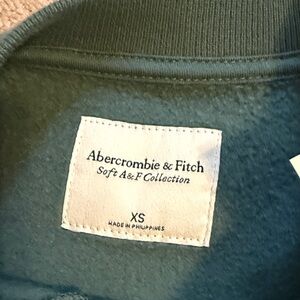 Abercrombie & Fitch
Soft A&F Collection
XS
MADE IN PHILIPPINES